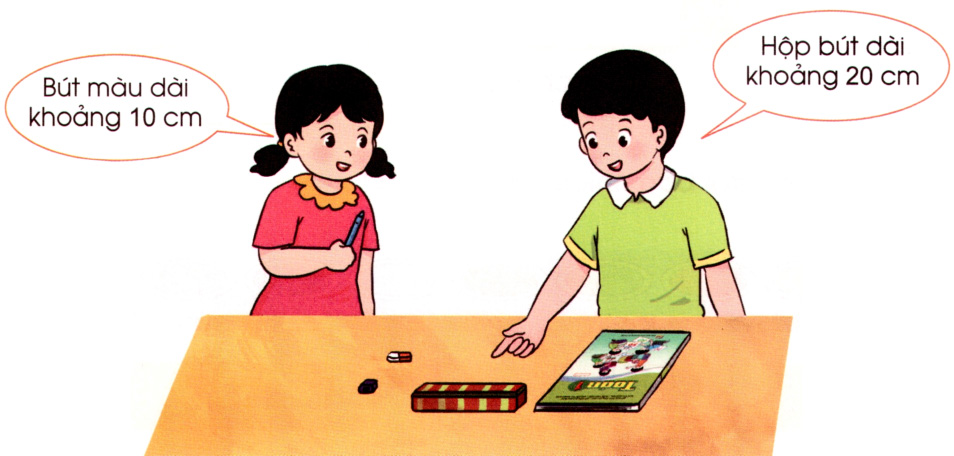 Bút màu dài
khoảng 10 cm
Hộp bút dài
khoảng 20 cm
Toán 1